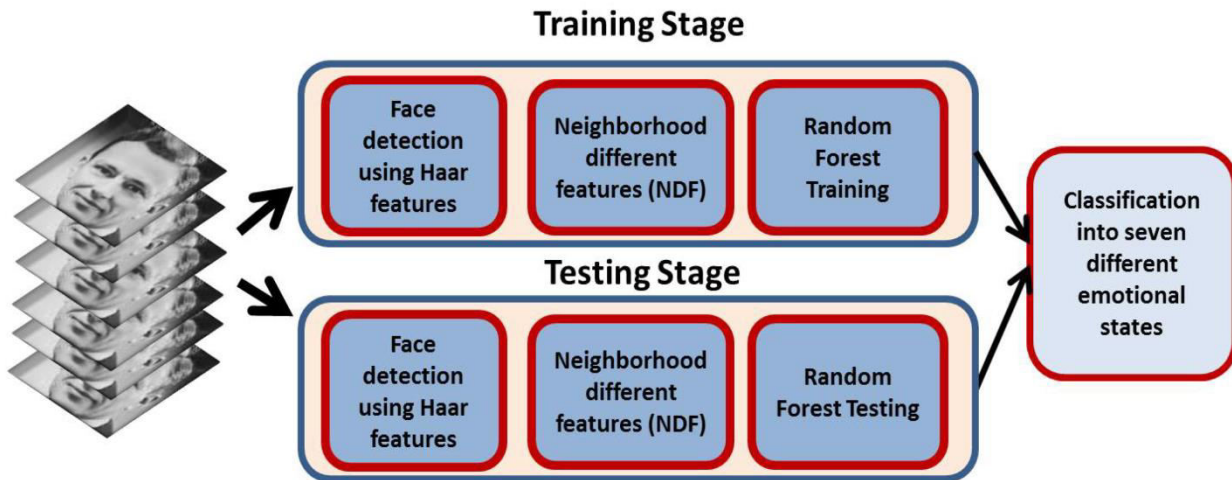 Training Stage
Face
detection
using Haar
features
Neighborhood
different
features (NDF)
Random
Forest
Training
Testing Stage
Face
detection
using Haar
features
Neighborhood
different
features (NDF)
Random
Forest Testing
Classification
into seven
different
emotional
states